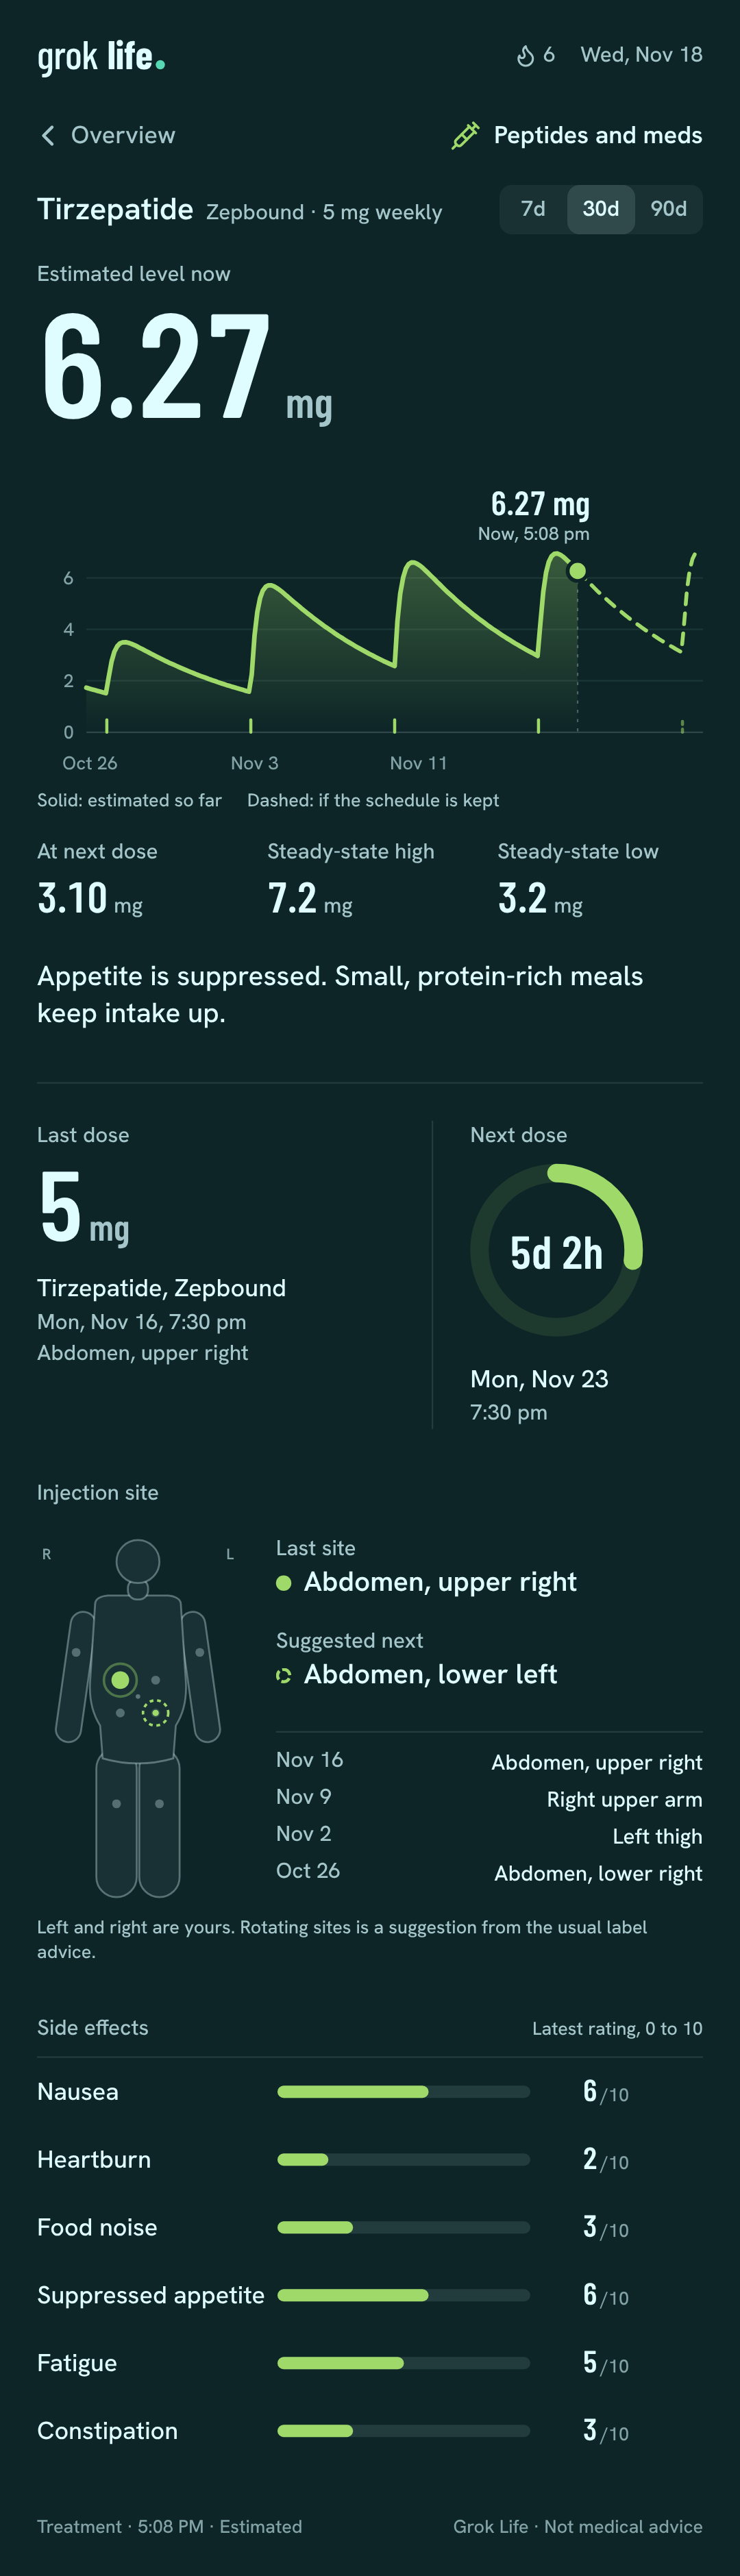 grok life.
6 Wed, Nov 18
Overview
Peptides and meds
Tirzepatide Zepbound · 5 mg weekly
7d 30d 90d
Estimated level now
6.27 mg
6.27 mg
Now, 5:08 pm
6
4
2
0
Oct 26 Nov 3 Nov 11
Solid: estimated so far Dashed: if the schedule is kept
At next dose Steady-state high Steady-state low
3.10 mg 7.2 mg 3.2 mg
Appetite is suppressed. Small, protein-rich meals
keep intake up.
Last dose
5 mg
Tirzepatide, Zepbound
Mon, Nov 16, 7:30 pm
Abdomen, upper right
Next dose
5d 2h
Mon, Nov 23
7:30 pm
Injection site
R L
Last site
Abdomen, upper right
Suggested next
Abdomen, lower left
Nov 16 Abdomen, upper right
Nov 9 Right upper arm
Nov 2 Left thigh
Oct 26 Abdomen, lower right
Left and right are yours. Rotating sites is a suggestion from the usual label
advice.
Side effects Latest rating, 0 to 10
Nausea 6/10
Heartburn 2/10
Food noise 3/10
Suppressed appetite 6/10
Fatigue 5/10
Constipation 3/10
Treatment · 5:08 PM · Estimated Grok Life · Not medical advice